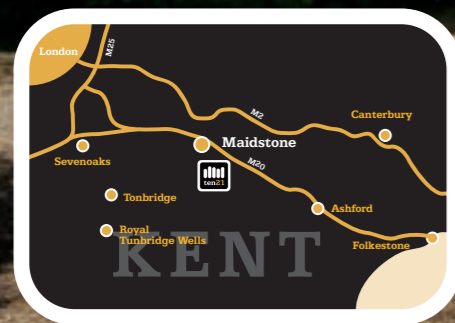 London
M25
M2
Canterbury
Maidstone
Sevenoaks
M20
ten21
Tonbridge
Ashford
Royal
Tunbridge Wells
KENT
Folkestone